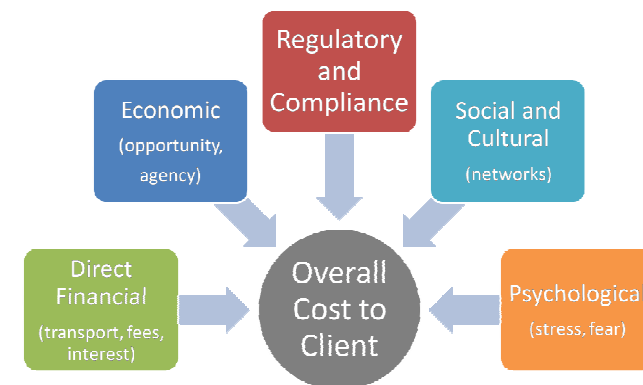 Regulatory
and
Compliance
Economic
(opportunity,
agency)
Social and
Cultural
(networks)
Direct
Financial
(transport, fees,
interest)
Overall
Cost to
Client
Psychologica
(stress, fear)